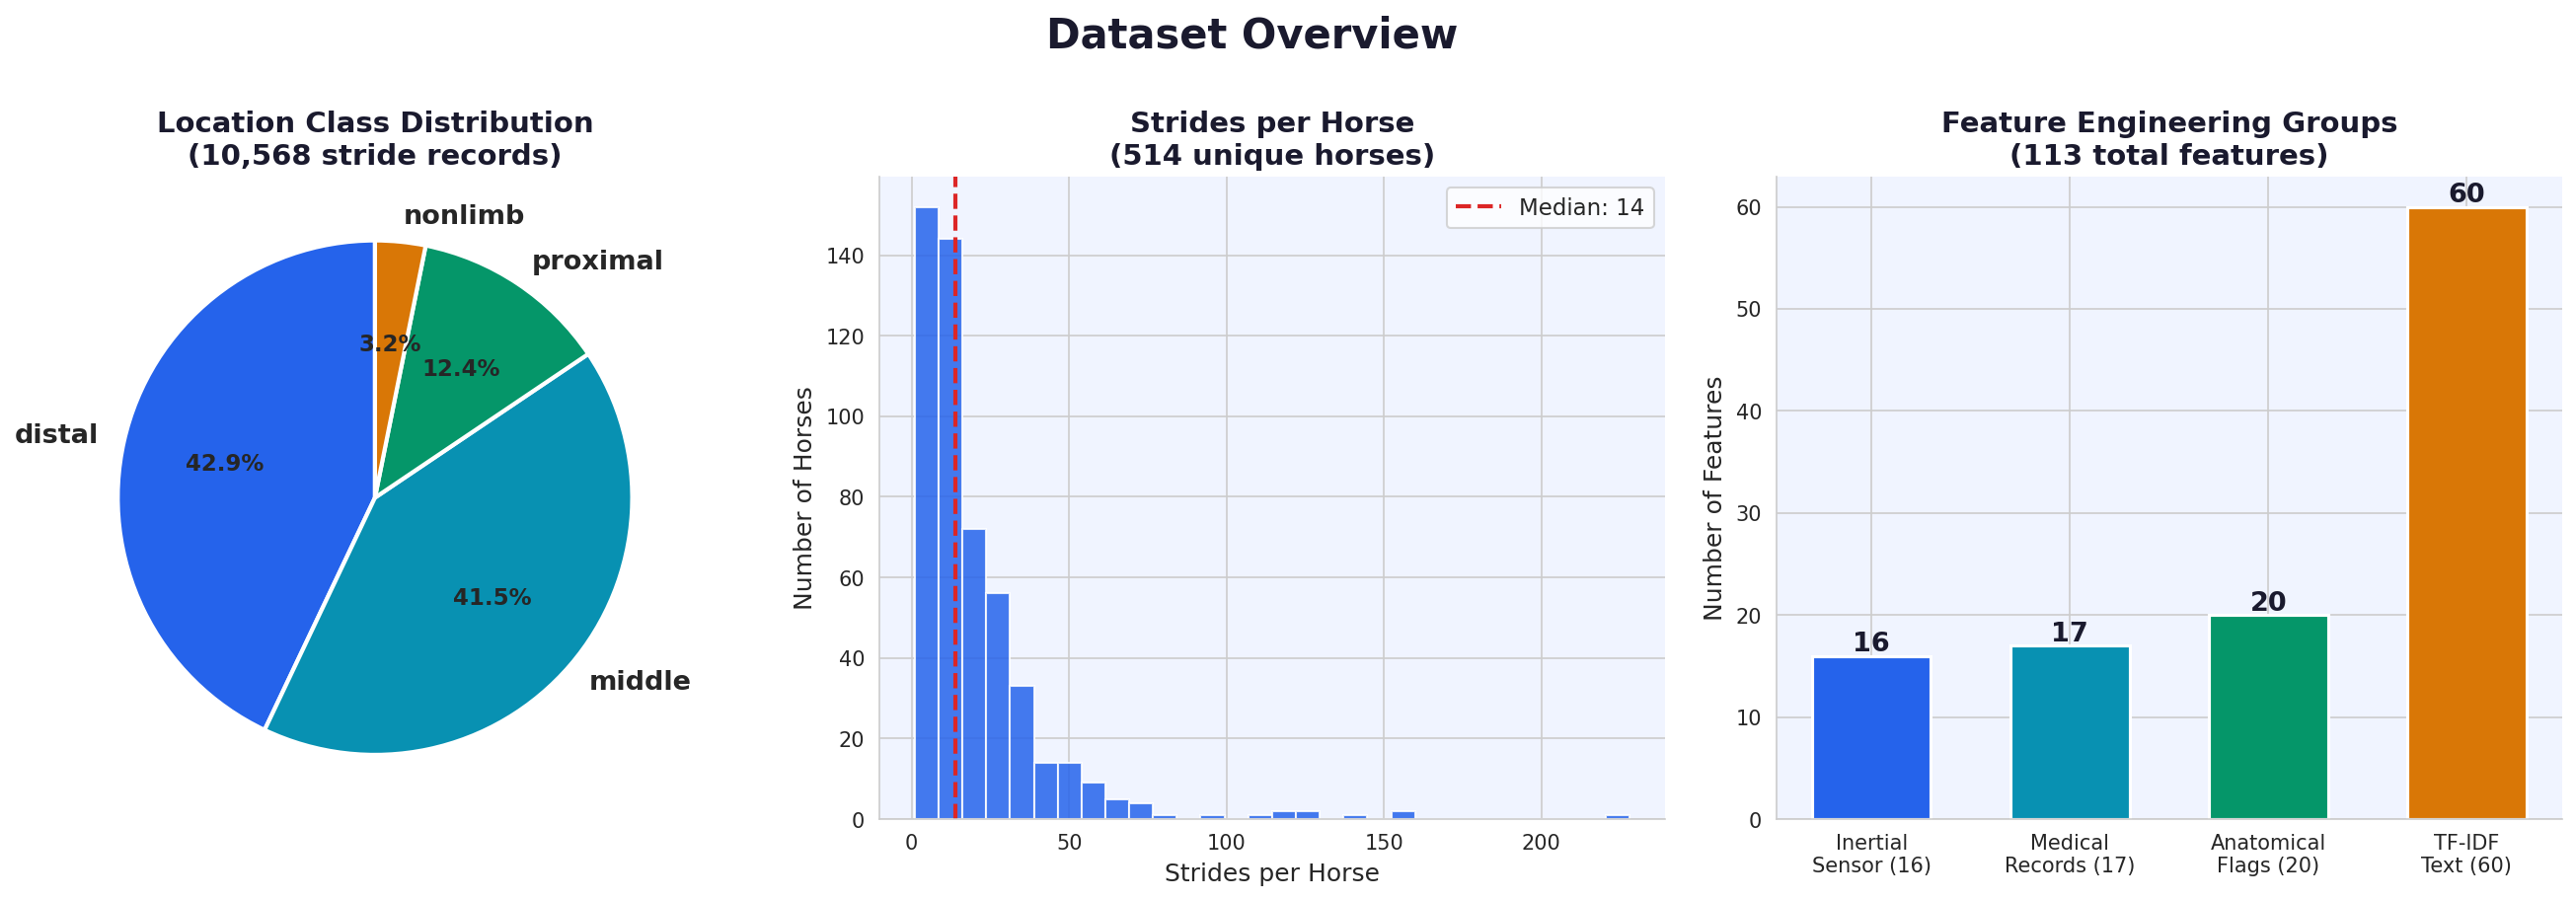 Dataset Overview
Location Class Distribution
(10,568 stride records)
nonlimb
proximal
3.2%
12.4%
distal
42.9%
41.5%
middle
Strides per Horse
(514 unique horses)
Median: 14
Number of Horses
140
120
100
80
60
40
20
0
0 50 100 150 200
Strides per Horse
Feature Engineering Groups
(113 total features)
Number of Features
60
50
40
30
20
10
0
16
17
20
60
Inertial
Sensor (16)
Medical
Records (17)
Anatomical
Flags (20)
TF-IDF
Text (60)